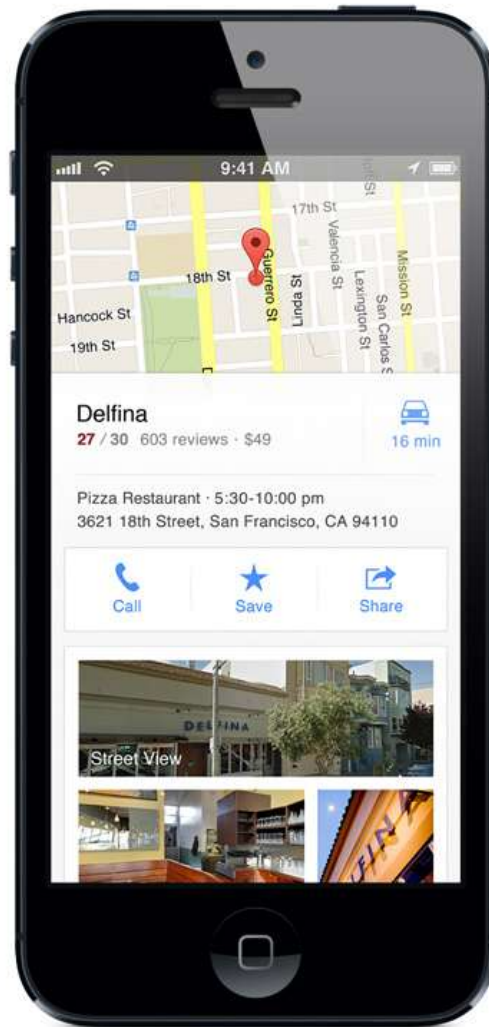 9:41 AM
17th St
18th St
Guerrero St
Linda St
Valencia St
Lexington St
San Carlos S
Mission St
Hancock St
19th St
Delfina
27 / 30 603 reviews · $49
16 min
Pizza Restaurant · 5:30-10:00 pm
3621 18th Street, San Francisco, CA 94110
Call
Save
Share
DELFINA
Street View
LFINA